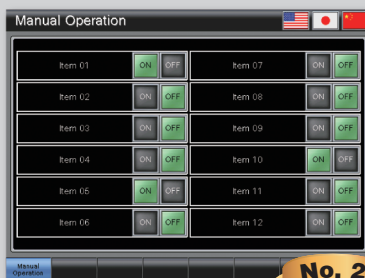 Manual Operation
Item 01 ON OFF Item 07 ON OFF
Item 02 ON OFF Item 08 ON OFF
Item 03 ON OFF Item 09 ON OFF
Item 04 ON OFF Item 10 ON OFF
Item 05 ON OFF Item 11 ON OFF
Item 06 ON OFF Item 12 ON OFF
Manual
Operation
No. 2